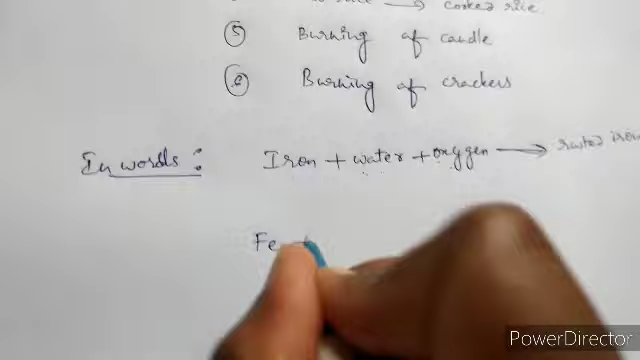 → cooked rice
⑤ Burning of candle
⑥ Burning of crackers
In words : Iron + water + oxygen → rusted iron
Fe +
PowerDirector